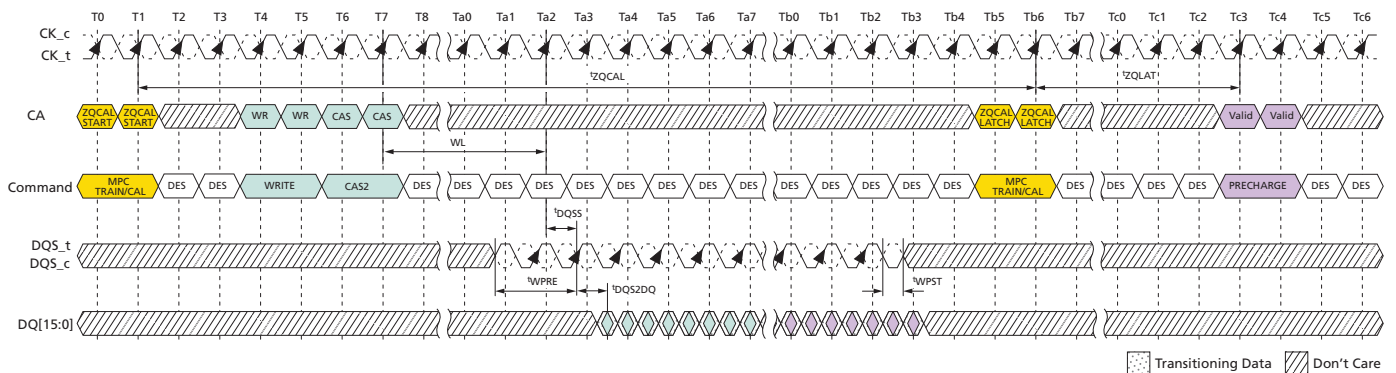 T0 T1 T2 T3 T4 T5 T6 T7 T8 Ta0 Ta1 Ta2 Ta3 Ta4 Ta5 Ta6 Ta7 Tb0 Tb1 Tb2 Tb3 Tb4 Tb5 Tb6 Tb7 Tc0 Tc1 Tc2 Tc3 Tc4 Tc5 Tc6
CK_c
CK_t
tZQCAL tZQLAT
CA ZQCAL START ZQCAL START WR WR CAS CAS ZQCAL LATCH ZQCAL LATCH Valid Valid
WL
Command MPC TRAIN/CAL DES DES WRITE CAS2 DES DES DES DES DES DES DES DES DES DES DES DES DES DES MPC TRAIN/CAL DES DES DES DES PRECHARGE DES DES
tDQSS
DQS_t
DQS_c
tWPRE tDQS2DQ tWPST
DQ[15:0]
Transitioning Data Don't Care